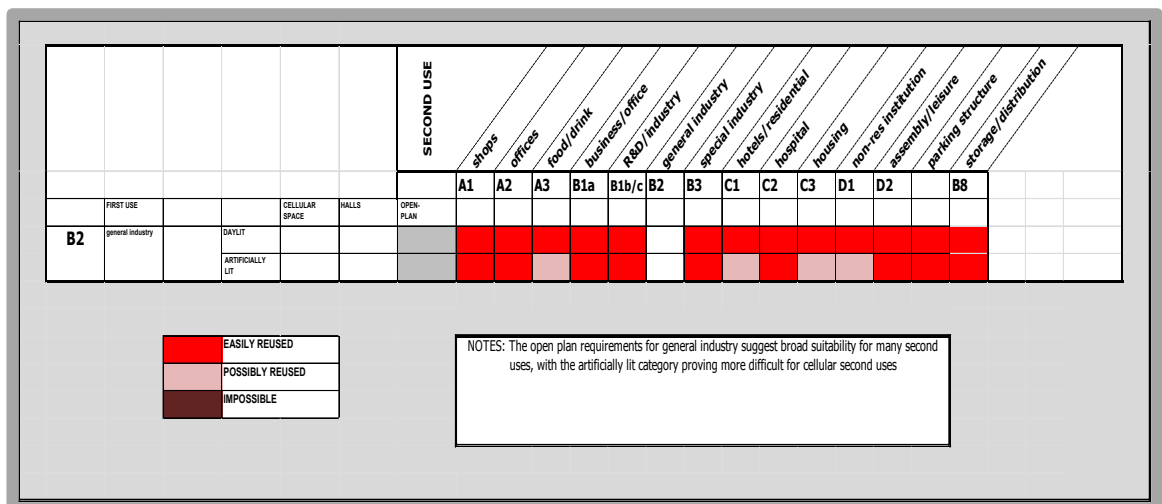 SECOND USE
shops
offices
food/drink
business/office
R&D/industry
general industry
special industry
hotels/residential
hospital
housing
non-res institution
assembly/leisure
parking structure
storage/distribution
A1 A2 A3 B1a B1b/c B2 B3 C1 C2 C3 D1 D2 B8
FIRST USE CELLULAR HALLS OPEN-
SPACE PLAN
B2 general industry DAYLIT
ARTIFICIALLY
LIT
EASILY REUSED
POSSIBLY REUSED
IMPOSSIBLE
NOTES: The open plan requirements for general industry suggest broad suitability for many second
uses, with the artificially lit category proving more difficult for cellular second uses